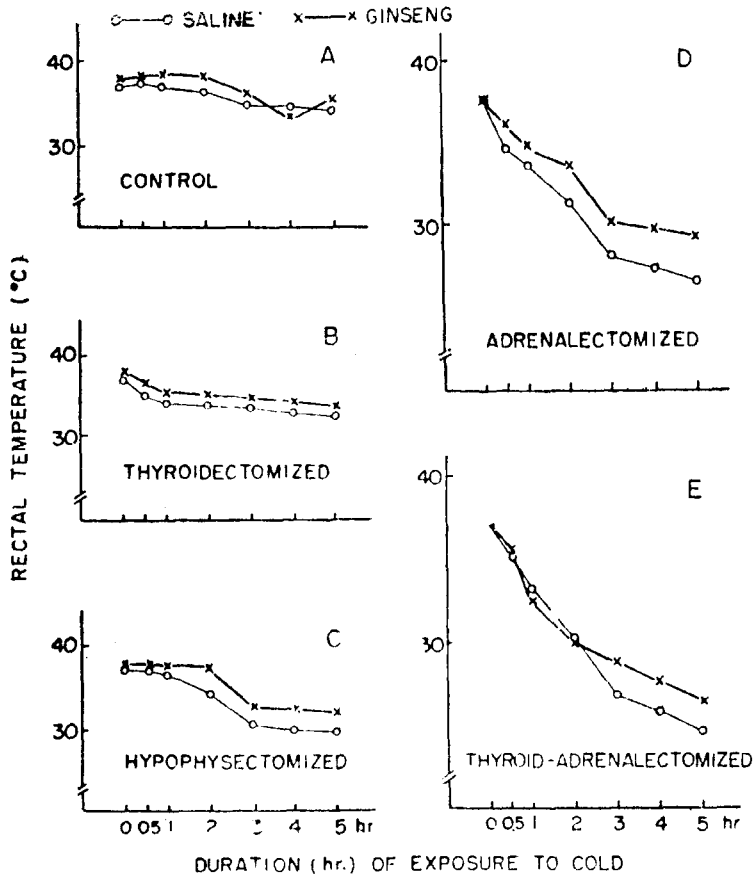 o—o SALINE x—x GINSENG
A
40
30
CONTROL
B
40
30
THYROIDECTOMIZED
C
40
30
HYPOPHYSECTOMIZED
0 0.5 1 2 3 4 5 hr
D
40
30
ADRENALECTOMIZED
E
40
30
THYROID-ADRENALECTOMIZED
0 0.5 1 2 3 4 5 hr
RECTAL TEMPERATURE (°C)
DURATION (hr.) OF EXPOSURE TO COLD